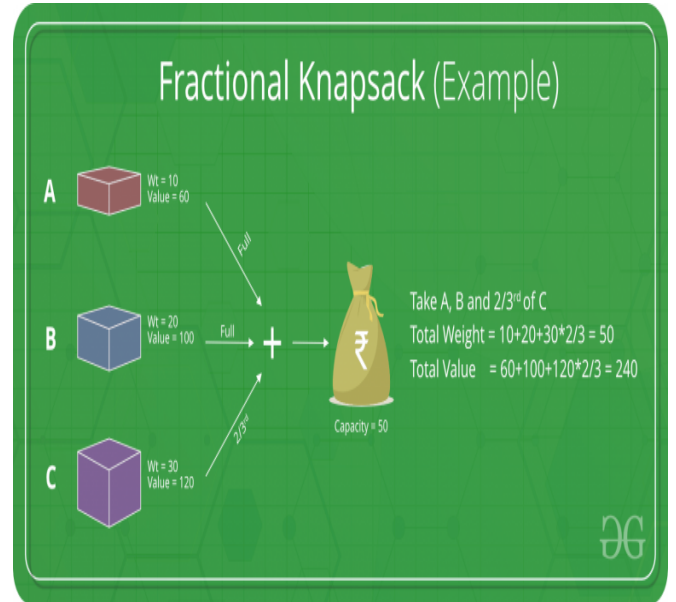 Fractional Knapsack (Example)
A
Wt = 10
Value = 60
Full
B
Wt = 20
Value = 100
Full
+
₹
Capacity = 50
Take A, B and 2/3rd of C
Total Weight = 10+20+30*2/3 = 50
Total Value = 60+100+120*2/3 = 240
2/3rd
C
Wt = 30
Value = 120
GG